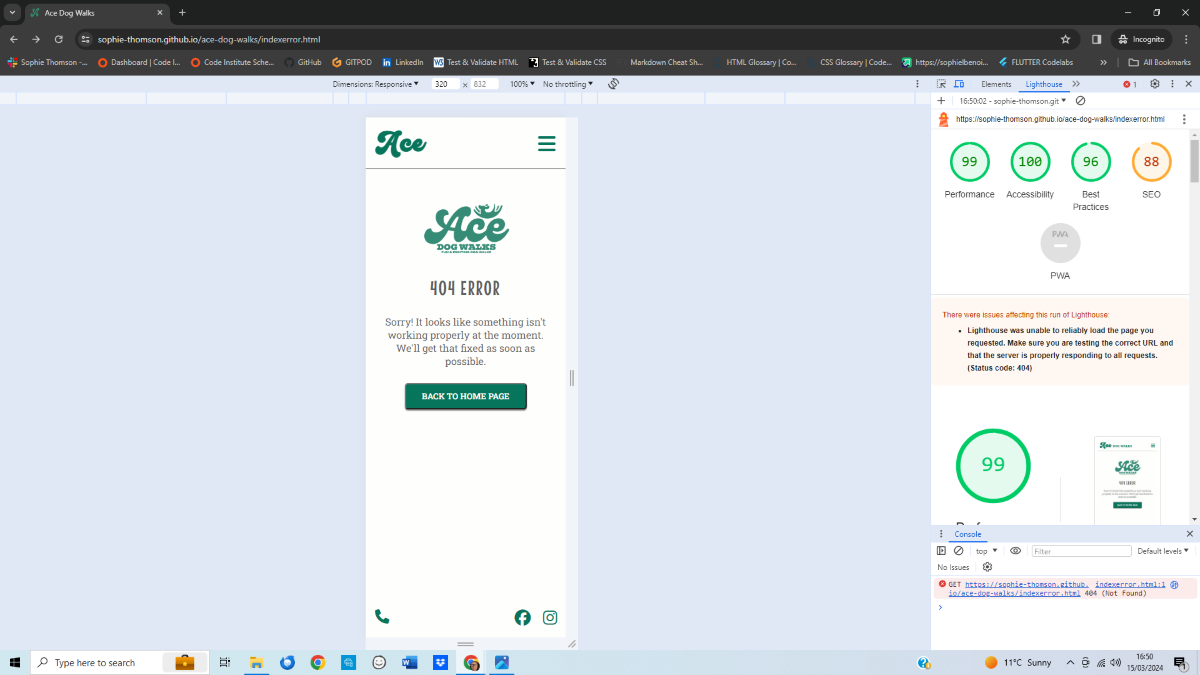 Ace Dog Walks
sophie-thomson.github.io/ace-dog-walks/indexerror.html
Incognito
Sophie Thomson -...
Dashboard | Code I...
Code Institute Sche...
GitHub
GITPOD
LinkedIn
Test & Validate HTML
Test & Validate CSS
Markdown Cheat Sh...
HTML Glossary | Co...
CSS Glossary | Code...
https://sophielbenoi...
FLUTTER Codelabs
All Bookmarks
Dimensions: Responsive
320 x 832
100%
No throttling
Elements
Lighthouse
1
16:50:02 - sophie-thomson.git
https://sophie-thomson.github.io/ace-dog-walks/indexerror.html
99 100 96 88
Performance Accessibility Best Practices SEO
PWA
PWA
There were issues affecting this run of Lighthouse:
• Lighthouse was unable to reliably load the page you
requested. Make sure you are testing the correct URL and
that the server is properly responding to all requests.
(Status code: 404)
99
Ace
Ace
DOG WALKS
404 ERROR
Sorry! It looks like something isn't
working properly at the moment.
We'll get that fixed as soon as
possible.
BACK TO HOME PAGE
Console
top
Filter
Default levels
No Issues
GET https://sophie-thomson.github. indexerror.html:1
io/ace-dog-walks/indexerror.html 404 (Not Found)
Type here to search
11°C Sunny
16:50
15/03/2024